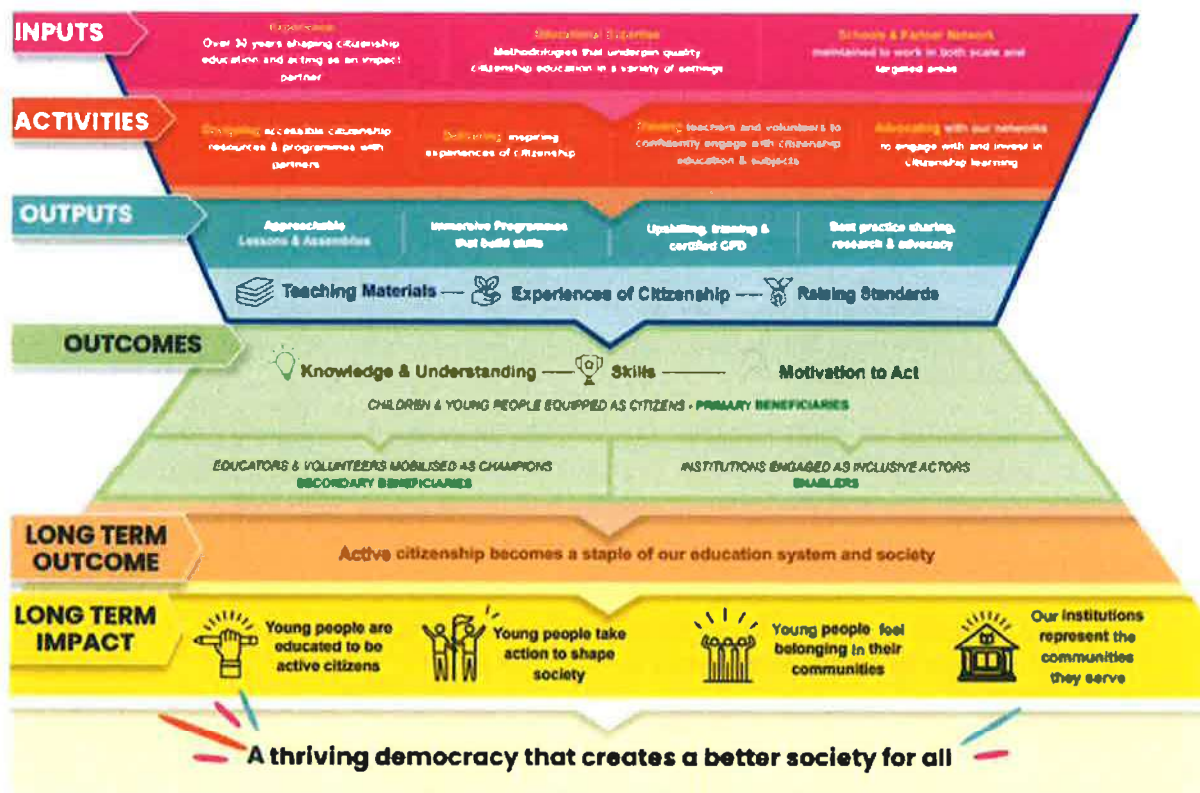 INPUTS
Experience
Over 30 years shaping citizenship
education and acting as an impact
partner
Educational Expertise
Methodologies that underpin quality
citizenship education in a variety of settings
Schools & Partner Network
maintained to work in both scale and
targeted areas
ACTIVITIES
accessible citizenship
resources & programmes with
partners
Delivering inspiring
experiences of citizenship
Training teachers and volunteers to
confidently engage with citizenship
education & subjects
Advocating with our networks
to engage with and invest in
citizenship learning
OUTPUTS
Approachable
Lessons & Assemblies
Immersive Programmes
that build skills
Upskilling, training &
certified CPD
Best practice sharing,
research & advocacy
Teaching Materials
Experiences of Citizenship
Raising Standards
OUTCOMES
Knowledge & Understanding
Skills
Motivation to Act
CHILDREN & YOUNG PEOPLE EQUIPPED AS CITIZENS - PRIMARY BENEFICIARIES
EDUCATORS & VOLUNTEERS MOBILISED AS CHAMPIONS
SECONDARY BENEFICIARIES
INSTITUTIONS ENGAGED AS INCLUSIVE ACTORS
ENABLERS
LONG TERM
OUTCOME
Active citizenship becomes a staple of our education system and society
LONG TERM
IMPACT
Young people are
educated to be
active citizens
Young people take
action to shape
society
Young people feel
belonging in their
communities
Our institutions
represent the
communities
they serve
A thriving democracy that creates a better society for all